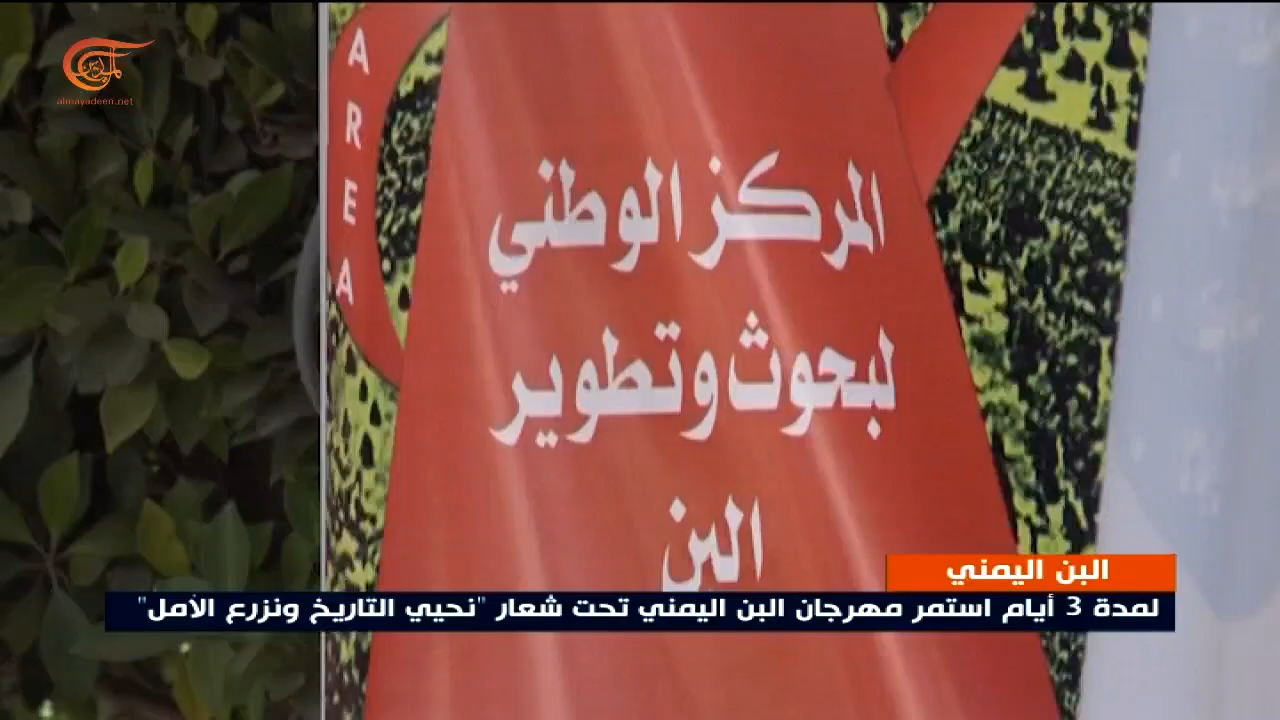 الميادين
almayadeen.net
AREA
المركز الوطني
لبحوث وتطوير
البن
البن اليمني
لمدة 3 أيام استمر مهرجان البن اليمني تحت شعار "نحيي التاريخ ونزرع الأمل"